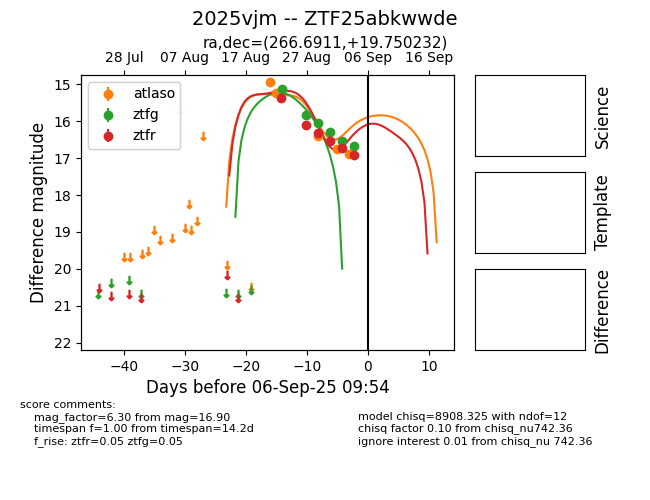 2025vjm -- ZTF25abkwwde
ra,dec=(266.6911,+19.750232)
28 Jul 07 Aug 17 Aug 27 Aug 06 Sep 16 Sep
atlaso
ztfg
ztfr
15
16
17
18
19
20
21
22
Difference magnitude
−40 −30 −20 −10 0 10
Days before 06-Sep-25 09:54
Science
Template
Difference
score comments:
mag_factor=6.30 from mag=16.90
timespan f=1.00 from timespan=14.2d
f_rise: ztfr=0.05 ztfg=0.05
model chisq=8908.325 with ndof=12
chisq factor 0.10 from chisq_nu742.36
ignore interest 0.01 from chisq_nu 742.36